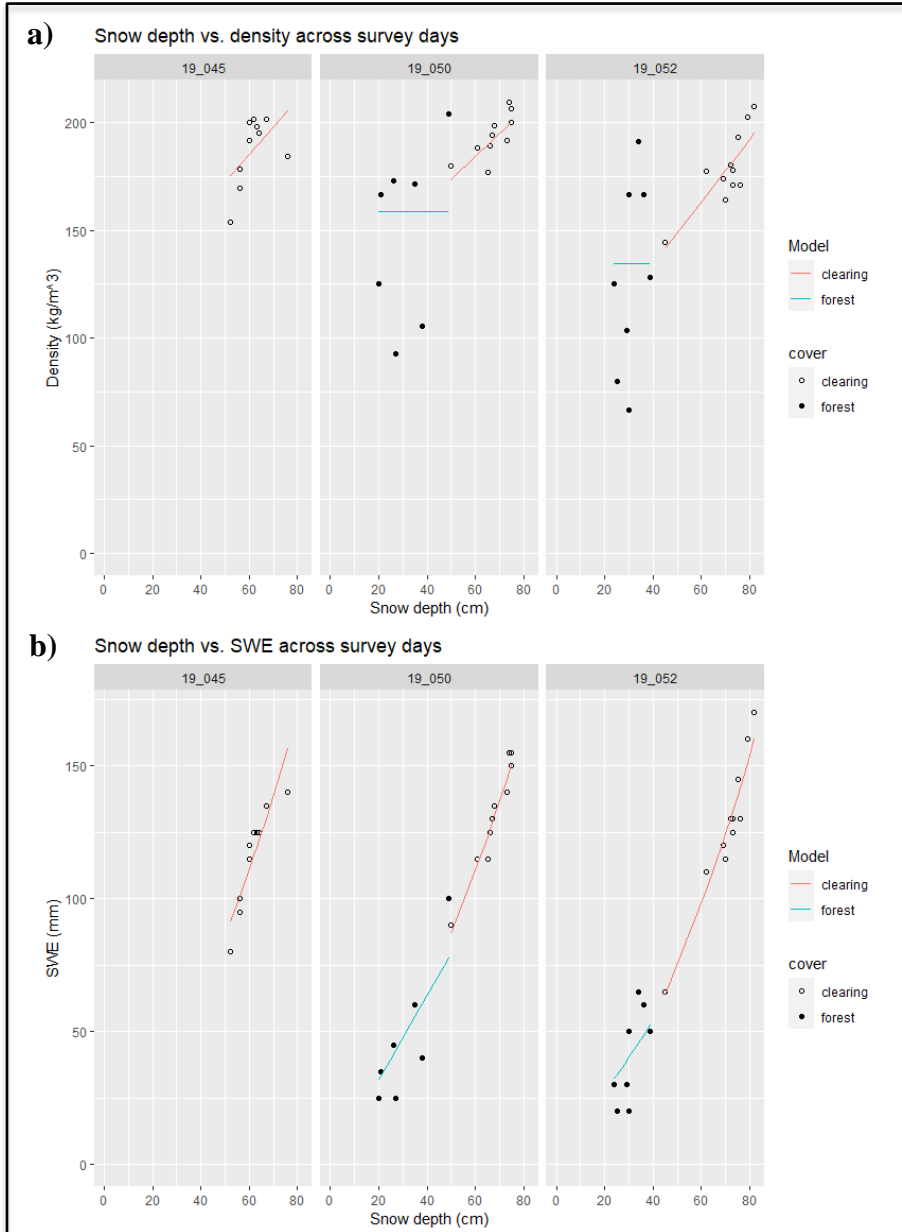 a) Snow depth vs. density across survey days
19_045 19_050 19_052
200
150
100
50
0
Density (kg/m^3)
0 20 40 60 80 0 20 40 60 80 0 20 40 60 80
Snow depth (cm)
Model
clearing
forest
cover
clearing
forest
b) Snow depth vs. SWE across survey days
19_045 19_050 19_052
150
100
50
0
SWE (mm)
0 20 40 60 80 0 20 40 60 80 0 20 40 60 80
Snow depth (cm)
Model
clearing
forest
cover
clearing
forest